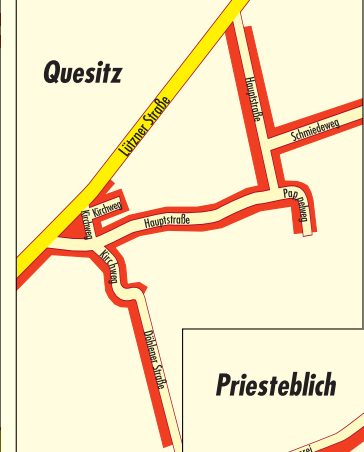 Quesitz
Lützner Straße
Hauptstraße
Schmiedeweg
Pappelweg
Kirchweg
Kirchweg
Hauptstraße
Kirchweg
Döhlener Straße
Priesteblich